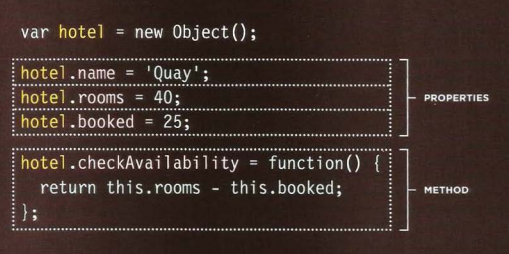 var hotel = new Object();
hotel.name = 'Quay';
hotel.rooms = 40;
hotel.booked = 25;
PROPERTIES
hotel.checkAvailability = function() {
return this.rooms - this.booked;
};
METHOD